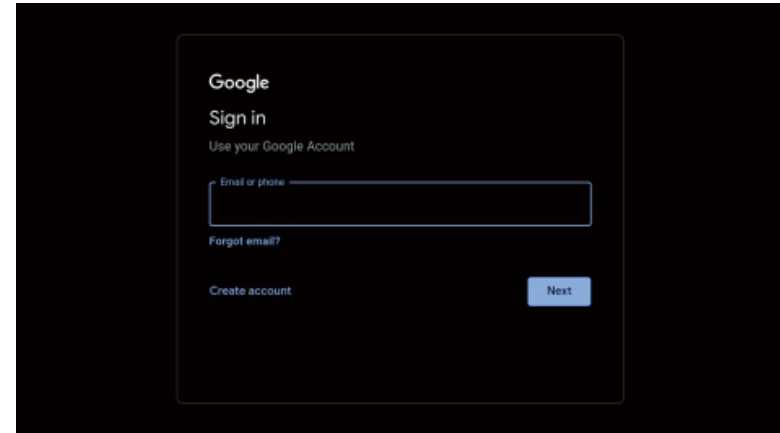 Google
Sign in
Use your Google Account
Email or phone
Forgot email?
Create account
Next